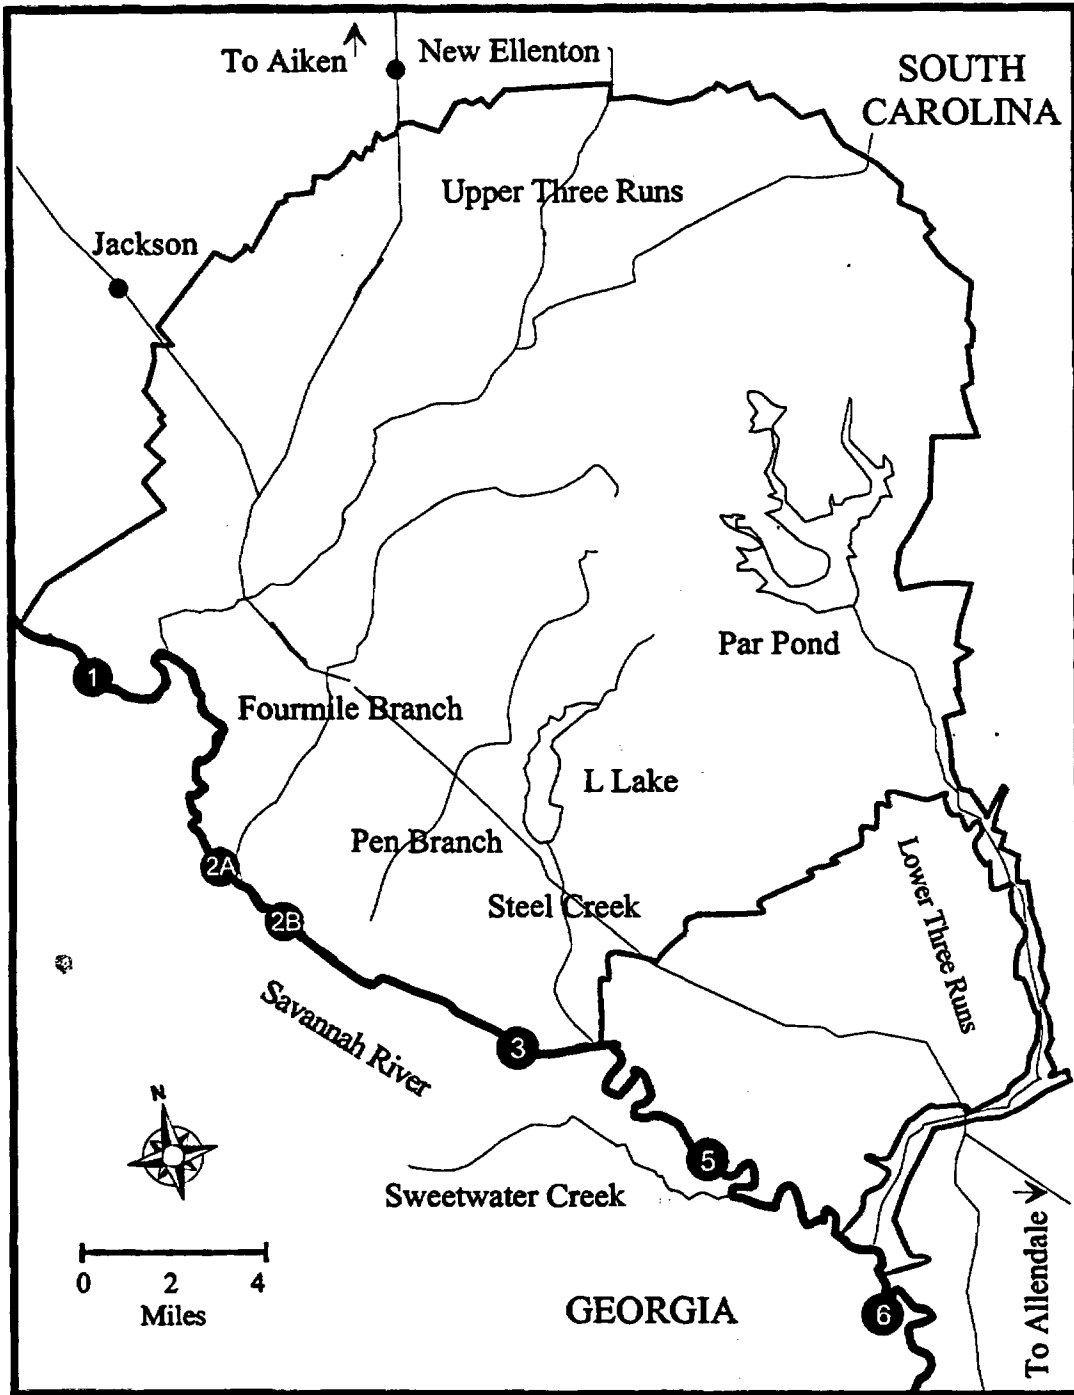 To Aiken
New Ellenton
SOUTH
CAROLINA
Upper Three Runs
Jackson
Par Pond
1
Fourmile Branch
L Lake
Pen Branch
2A
Lower Three Runs
Steel Creek
2B
Savannah River
3
N
5
Sweetwater Creek
0 2 4
Miles
GEORGIA
6
To Allendale